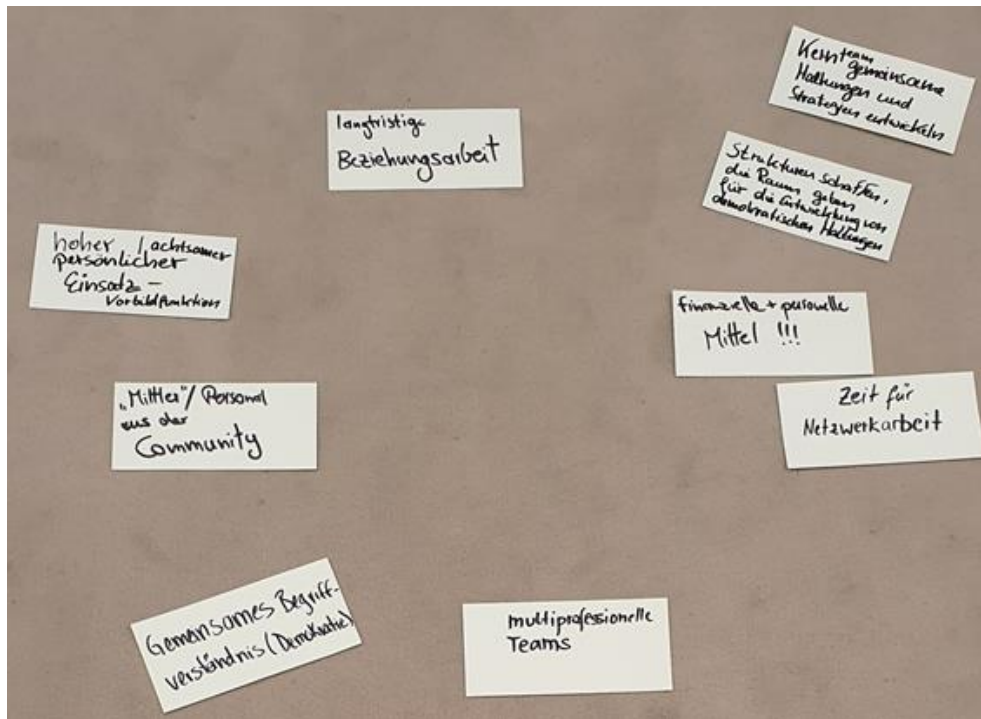 Kernteam
gemeinsame
Haltungen und
Strategien entwickeln
langfristige
Beziehungsarbeit
Strukturen schaffen,
die Raum geben
für die Entwicklung von
demokratischen Haltungen
hoher / achtsamer
persönlicher
Einsatz –
Vorbildfunktion
finanzielle + personelle
Mittel !!!
"Mittler"/ Personal
aus der
Community
Zeit für
Netzwerkarbeit
Gemensames Begriff-
verständnis (Demokratie)
multiprofessionelle
Teams